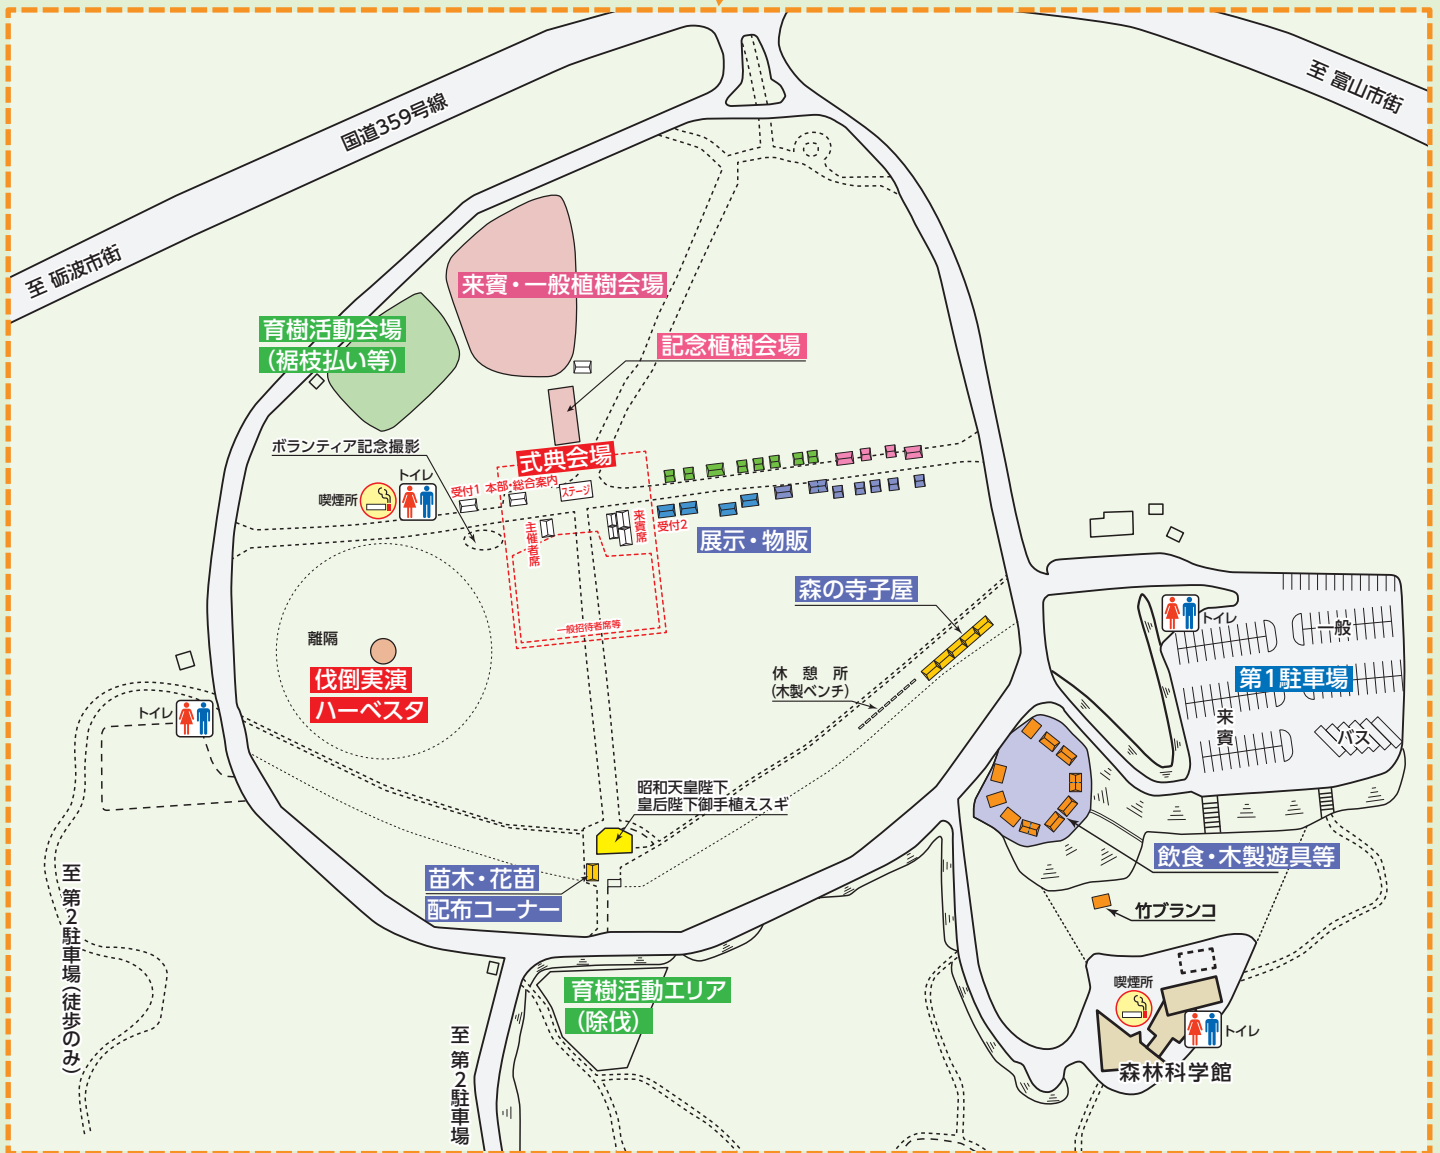 至 富山市街
国道359号線
至 砺波市街
来賓・一般植樹会場
育樹活動会場
(裾枝払い等)
記念植樹会場
ボランティア記念撮影
式典会場
トイレ
喫煙所
受付1
本部・総合案内
ステージ
主催者席
来賓席
受付2
一般招待者席等
展示・物販
森の寺子屋
休憩所
(木製ベンチ)
離隔
伐倒実演
ハーベスタ
トイレ
トイレ
一般
第1駐車場
来賓
バス
昭和天皇陛下
皇后陛下御手植えスギ
苗木・花苗
配布コーナー
飲食・木製遊具等
竹ブランコ
至 第2駐車場(徒歩のみ)
育樹活動エリア
(除伐)
至 第2駐車場
喫煙所
トイレ
森林科学館